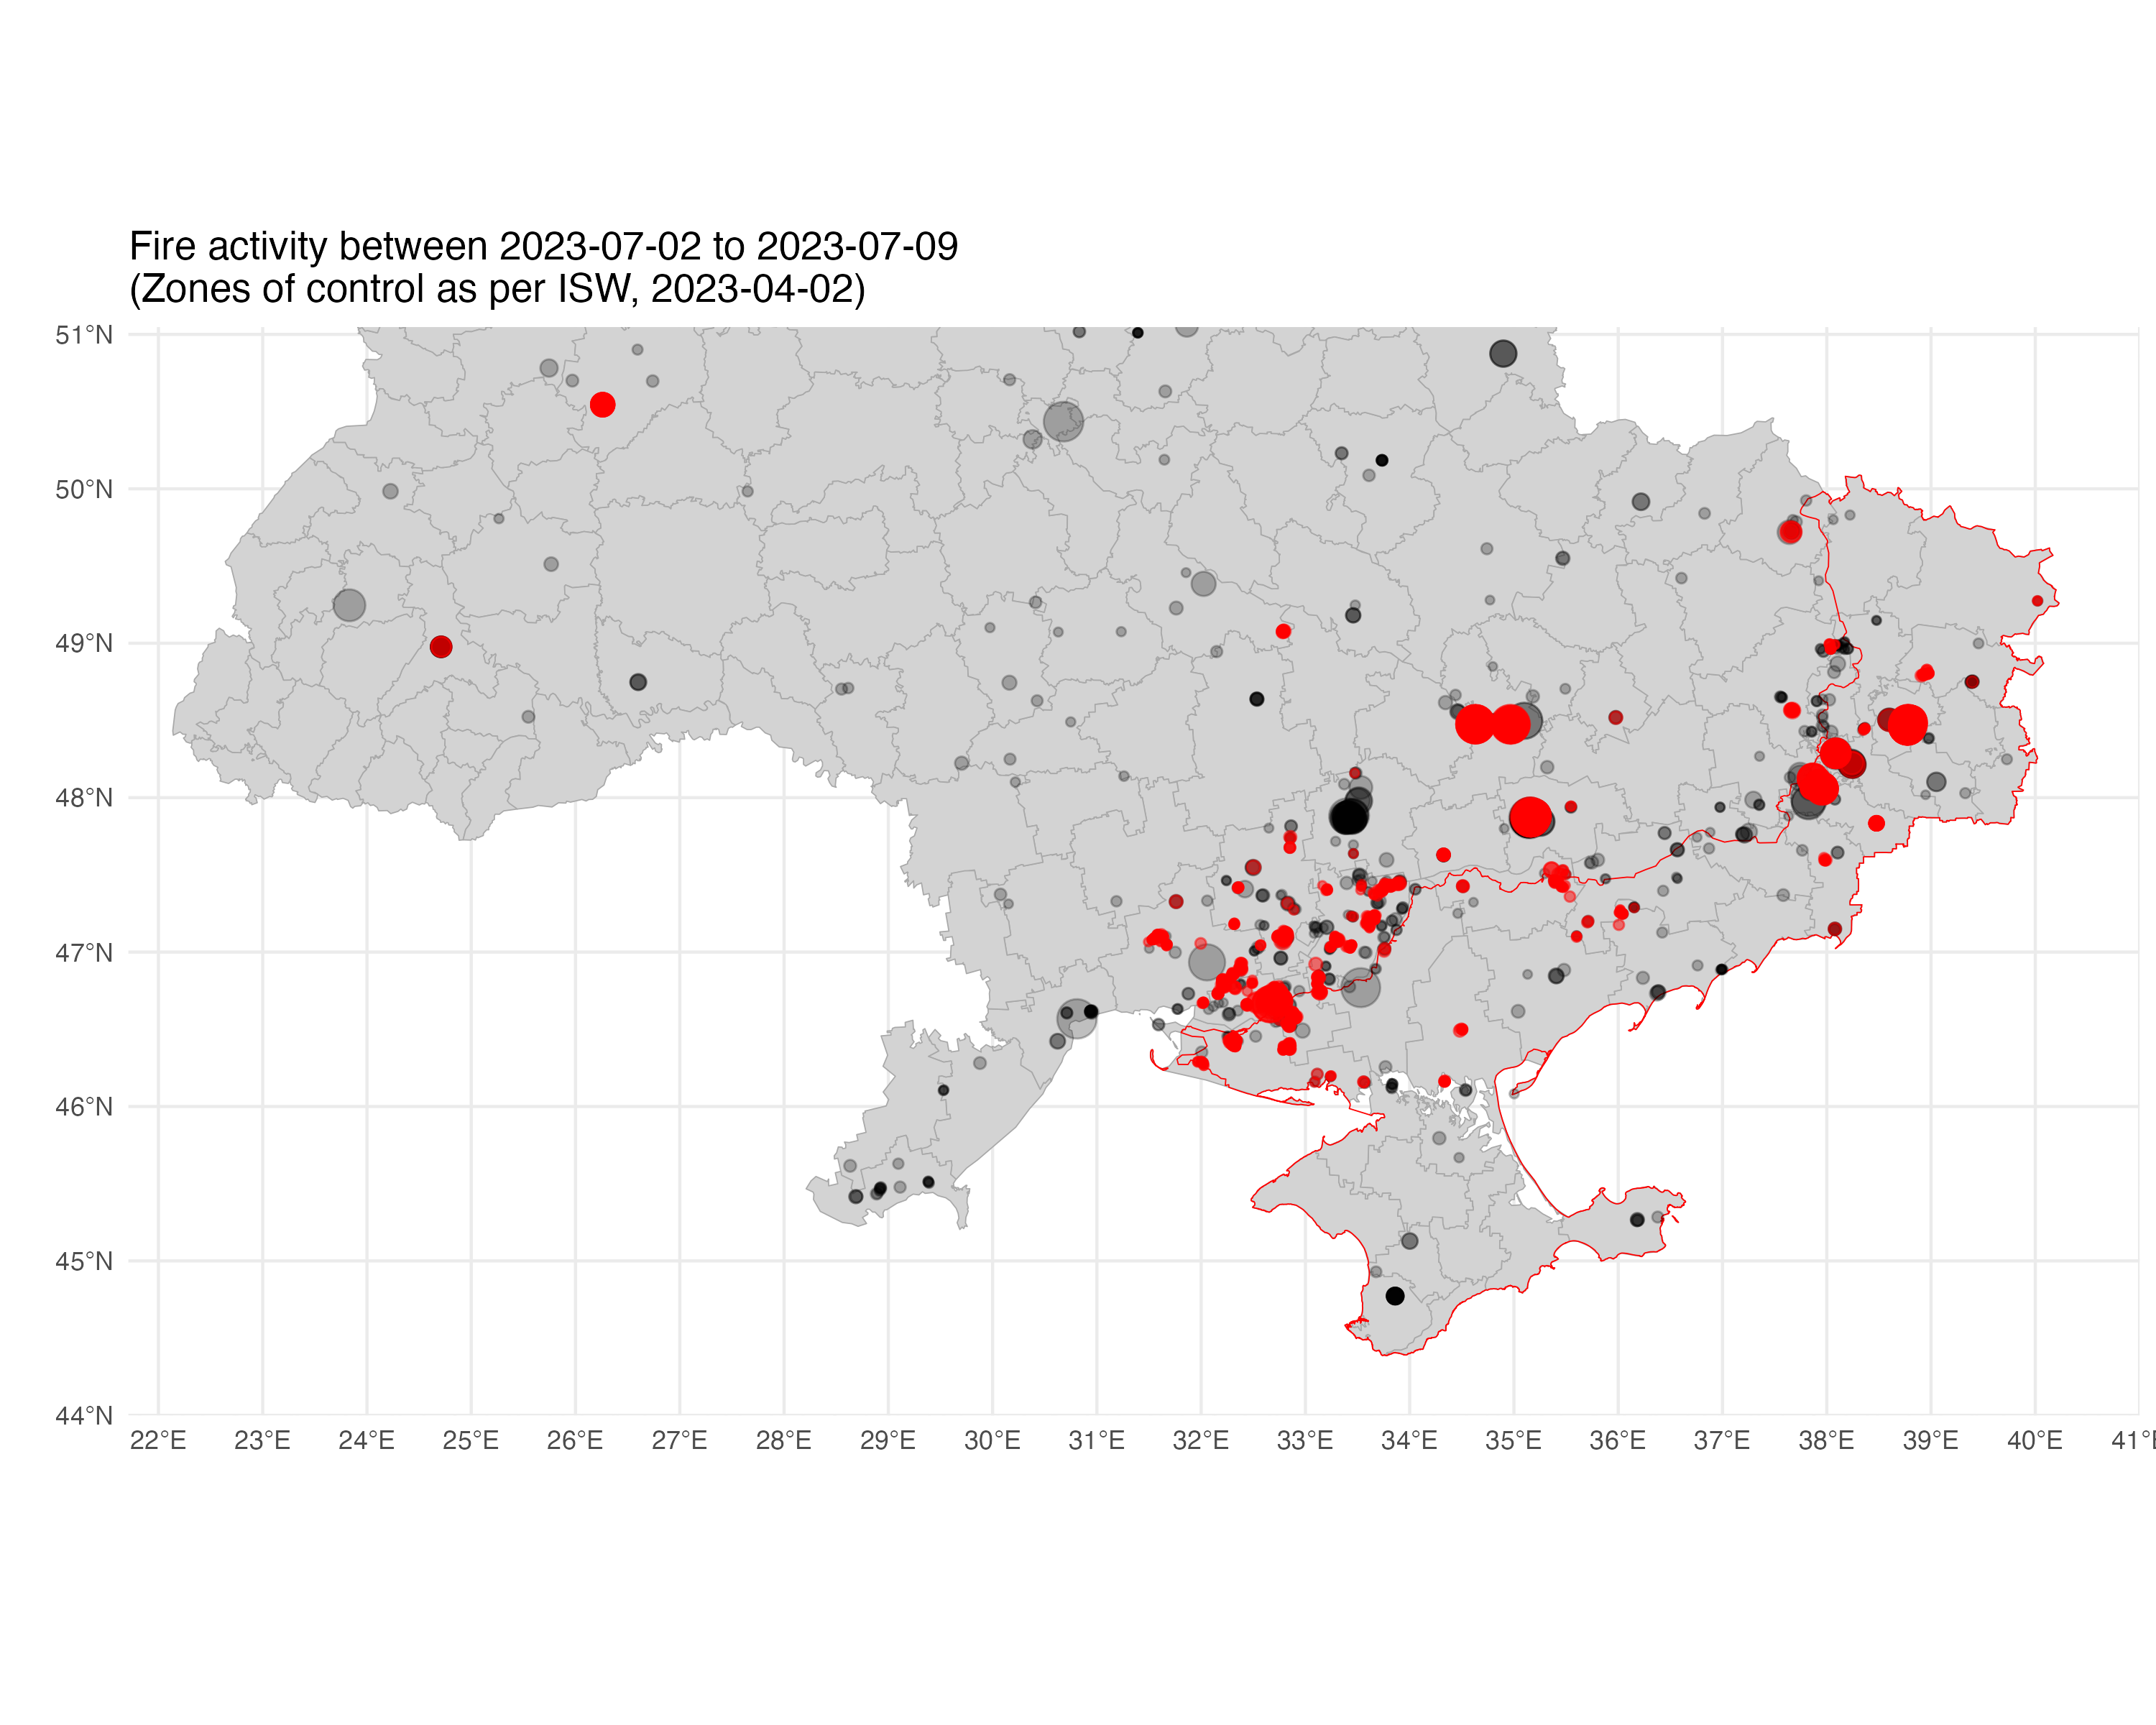 Fire activity between 2023-07-02 to 2023-07-09
(Zones of control as per ISW, 2023-04-02)
51°N
50°N
49°N
48°N
47°N
46°N
45°N
44°N
22°E 23°E 24°E 25°E 26°E 27°E 28°E 29°E 30°E 31°E 32°E 33°E 34°E 35°E 36°E 37°E 38°E 39°E 40°E 41°E